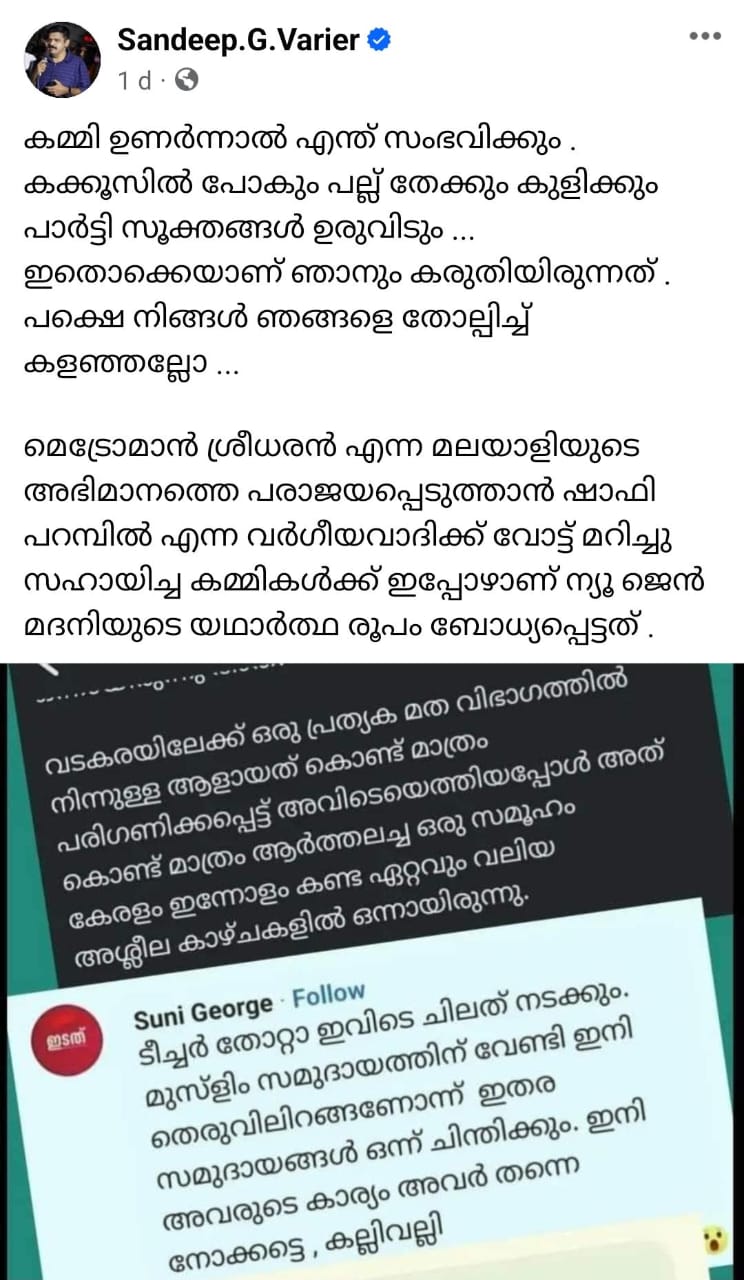 Sandeep.G.Varier
1 d ·
കമ്മി ഉണർന്നാൽ എന്ത് സംഭവിക്കും .
കക്കൂസിൽ പോകും പല്ല് തേക്കും കുളിക്കും
പാർട്ടി സൂക്തങ്ങൾ ഉരുവിടും ...
ഇതൊക്കെയാണ് ഞാനും കരുതിയിരുന്നത് .
പക്ഷെ നിങ്ങൾ ഞങ്ങളെ തോല്പിച്ച്
കളഞ്ഞല്ലോ ...
മെട്രോമാൻ ശ്രീധരൻ എന്ന മലയാളിയുടെ
അഭിമാനത്തെ പരാജയപ്പെടുത്താൻ ഷാഫി
പറമ്പിൽ എന്ന വർഗീയവാദിക്ക് വോട്ട് മറിച്ചു
സഹായിച്ച കമ്മികൾക്ക് ഇപ്പോഴാണ് ന്യൂ ജെൻ
മദനിയുടെ യഥാർത്ഥ രൂപം ബോധ്യപ്പെട്ടത് .
വടകരയിലേക്ക് ഒരു പ്രത്യക മത വിഭാഗത്തിൽ
നിന്നുള്ള ആളായത് കൊണ്ട് മാത്രം
പരിഗണിക്കപ്പെട്ട് അവിടെയെത്തിയപ്പോൾ അത്
കൊണ്ട് മാത്രം ആർത്തലച്ച ഒരു സമൂഹം
കേരളം ഇന്നോളം കണ്ട ഏറ്റവും വലിയ
അശ്ലീല കാഴ്ചകളിൽ ഒന്നായിരുന്നു.
ഇടത്
Suni George · Follow
ടീച്ചർ തോറ്റാ ഇവിടെ ചിലത് നടക്കും.
മുസ്ളിം സമുദായത്തിന് വേണ്ടി ഇനി
തെരുവിലിറങ്ങണോന്ന് ഇതര
സമുദായങ്ങൾ ഒന്ന് ചിന്തിക്കും. ഇനി
അവരുടെ കാര്യം അവർ തന്നെ
നോക്കട്ടെ , കല്ലിവല്ലി